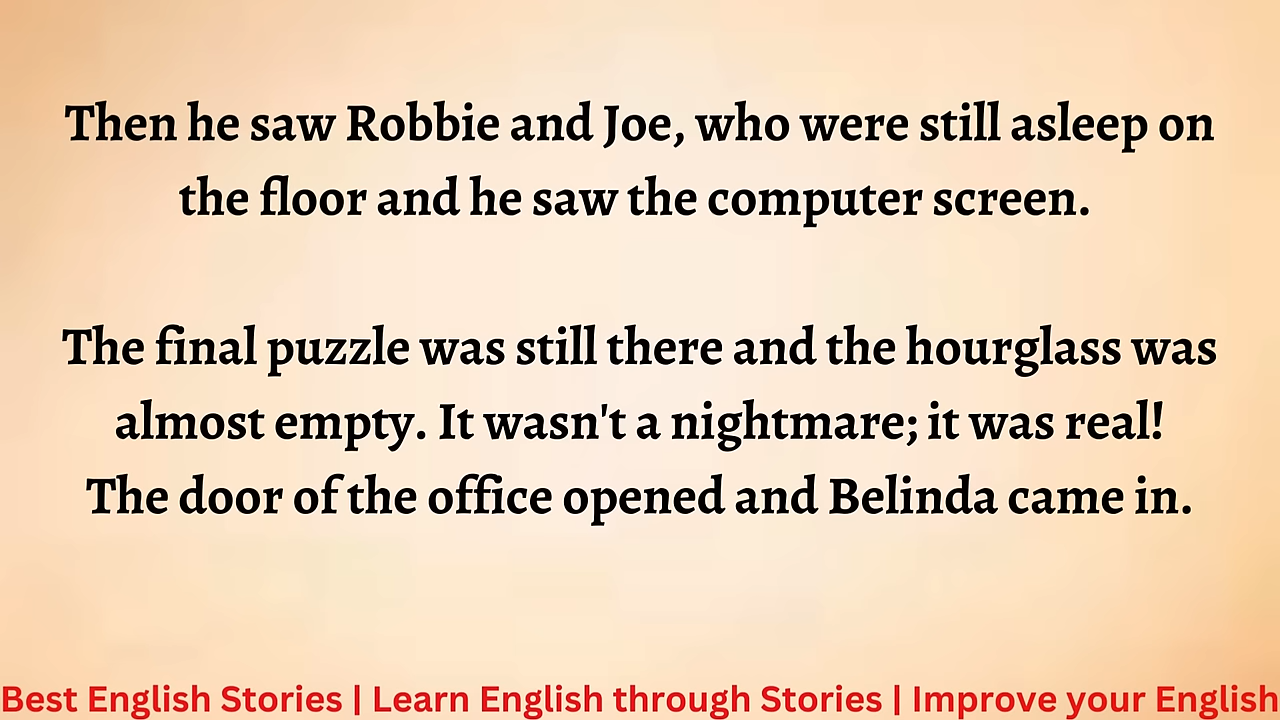 Then he saw Robbie and Joe, who were still asleep on
the floor and he saw the computer screen.
The final puzzle was still there and the hourglass was
almost empty. It wasn't a nightmare; it was real!
The door of the office opened and Belinda came in.
Best English Stories | Learn English through Stories | Improve your English